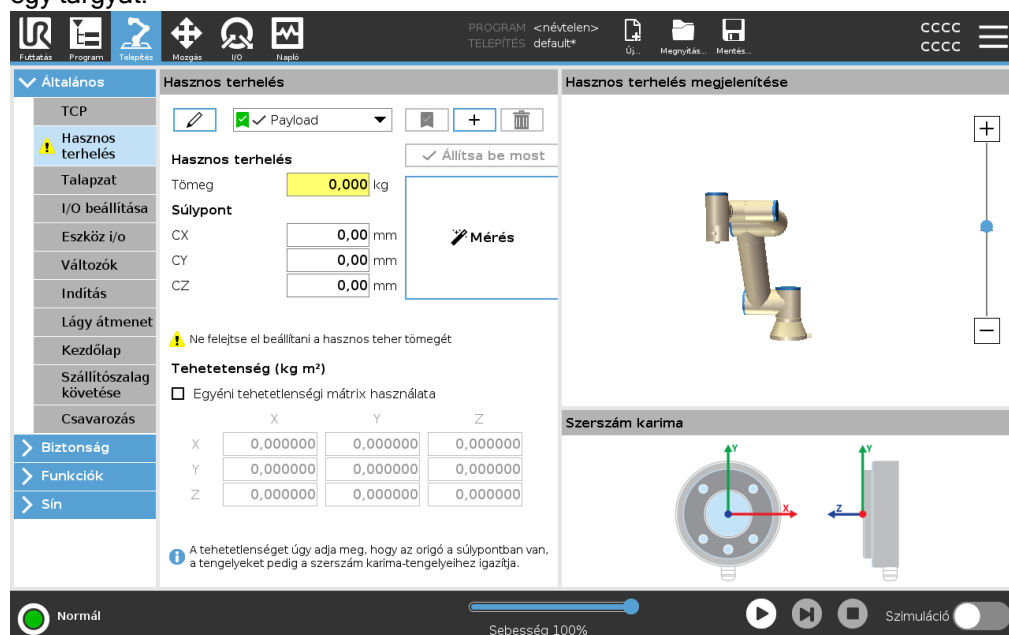 egy tárgyat.
PROGRAM <névtelen>
TELEPÍTÉS default*
CCCC
CCCC
Futtatás Program Telepítés Mozgás I/O Napló Új... Megnyitás... Mentés...
Általános
TCP
Hasznos
terhelés
Talapzat
I/O beállítása
Eszköz i/o
Változók
Indítás
Lágy átmenet
Kezdőlap
Szállítószalag
követése
Csavarozás
Biztonság
Funkciók
Sín
Hasznos terhelés
Payload
+
Hasznos terhelés
Állítsa be most
Tömeg 0,000 kg
Súlypont
CX 0,00 mm
CY 0,00 mm
CZ 0,00 mm
Mérés
Ne felejtse el beállítani a hasznos teher tömegét
Tehetetenség (kg m²)
Egyéni tehetetlenségi mátrix használata
X Y Z
X 0,000000 0,000000 0,000000
Y 0,000000 0,000000 0,000000
Z 0,000000 0,000000 0,000000
A tehetetlenséget úgy adja meg, hogy az origó a súlypontban van,
a tengelyeket pedig a szerszám karima-tengelyeihez igazítja.
Hasznos terhelés megjelenítése
+
−
Szerszám karima
Y Y
X Z
Normál
Sebesség 100%
Szimuláció